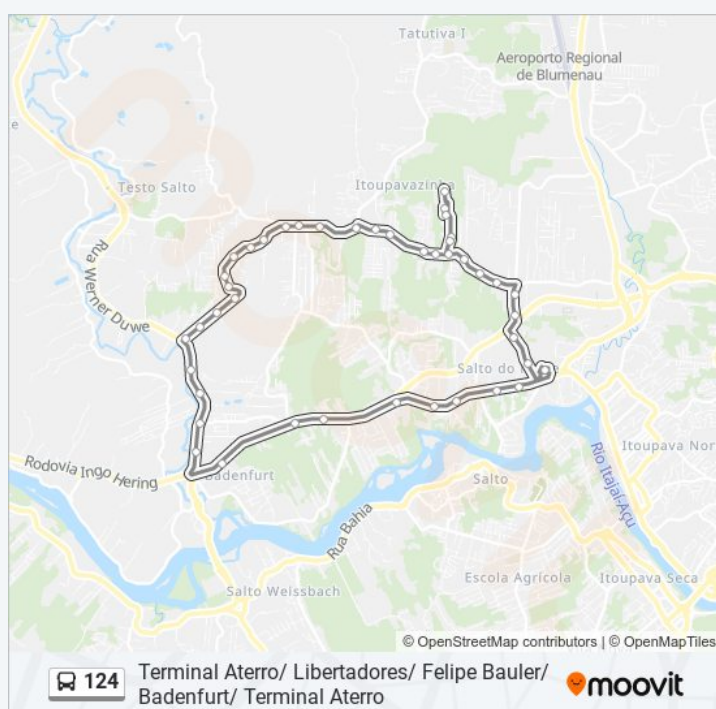 Tatutiva I
Aeroporto Regional
de Blumenau
e
Testo Salto
Itoupavazinha
Rua Werner Duwe
Salto do
Itoupava Nor
Rodovia Ingo Hering
Badenfurt
Salto
Rio Itajaí-Açu
Rua Bahia
Escola Agrícola
Itoupava Seca
Salto Weissbach
© OpenStreetMap contributors | © OpenMapTiles
124
Terminal Aterro/ Libertadores/ Felipe Bauler/
Badenfurt/ Terminal Aterro
moovit